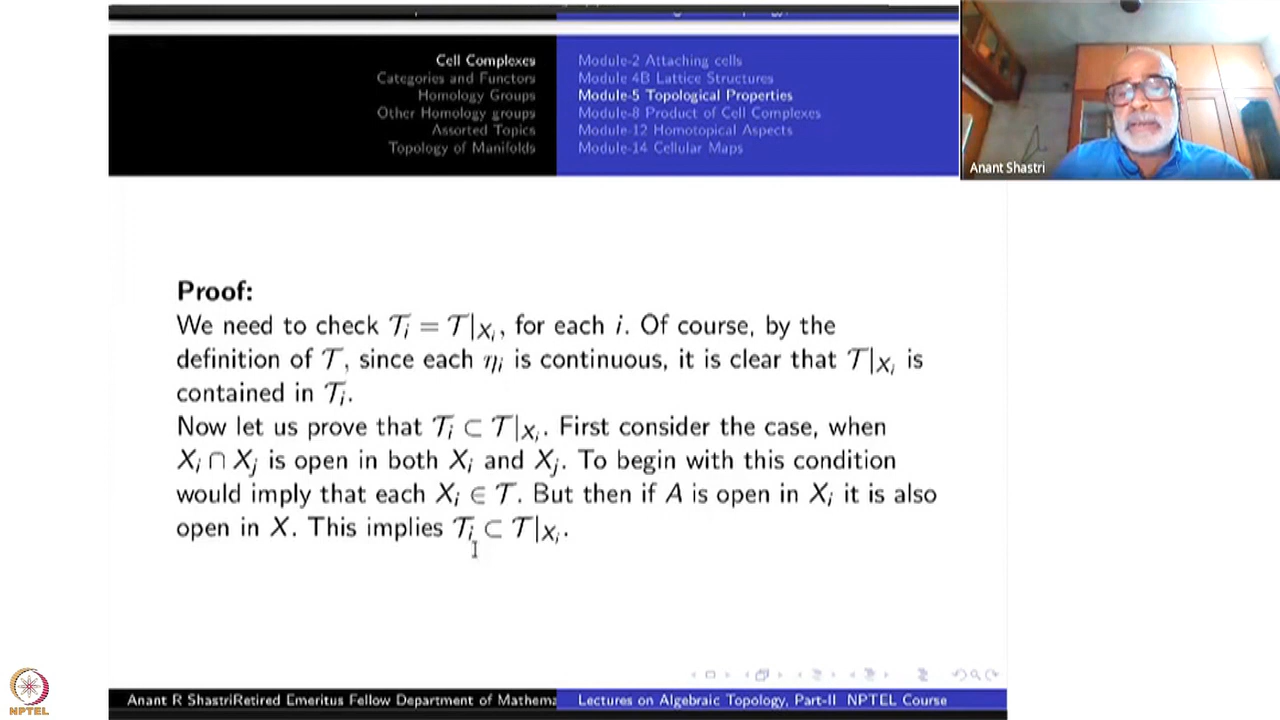 Cell Complexes
Categories and Functors
Homology Groups
Other Homology groups
Assorted Topics
Topology of Manifolds
Module-2 Attaching cells
Module 4B Lattice Structures
Module-5 Topological Properties
Module-8 Product of Cell Complexes
Module-12 Homotopical Aspects
Module-14 Cellular Maps
Anant Shastri
Proof:
We need to check 𝒯ᵢ = 𝒯|Xᵢ, for each i. Of course, by the
definition of 𝒯, since each ηᵢ is continuous, it is clear that 𝒯|Xᵢ is
contained in 𝒯ᵢ.
Now let us prove that 𝒯ᵢ ⊂ 𝒯|Xᵢ. First consider the case, when
Xᵢ ∩ Xⱼ is open in both Xᵢ and Xⱼ. To begin with this condition
would imply that each Xᵢ ∈ 𝒯. But then if A is open in Xᵢ it is also
open in X. This implies 𝒯ᵢ ⊂ 𝒯|Xᵢ.
NPTEL
Anant R ShastriRetired Emeritus Fellow Department of Mathema
Lectures on Algebraic Topology, Part-II NPTEL Course